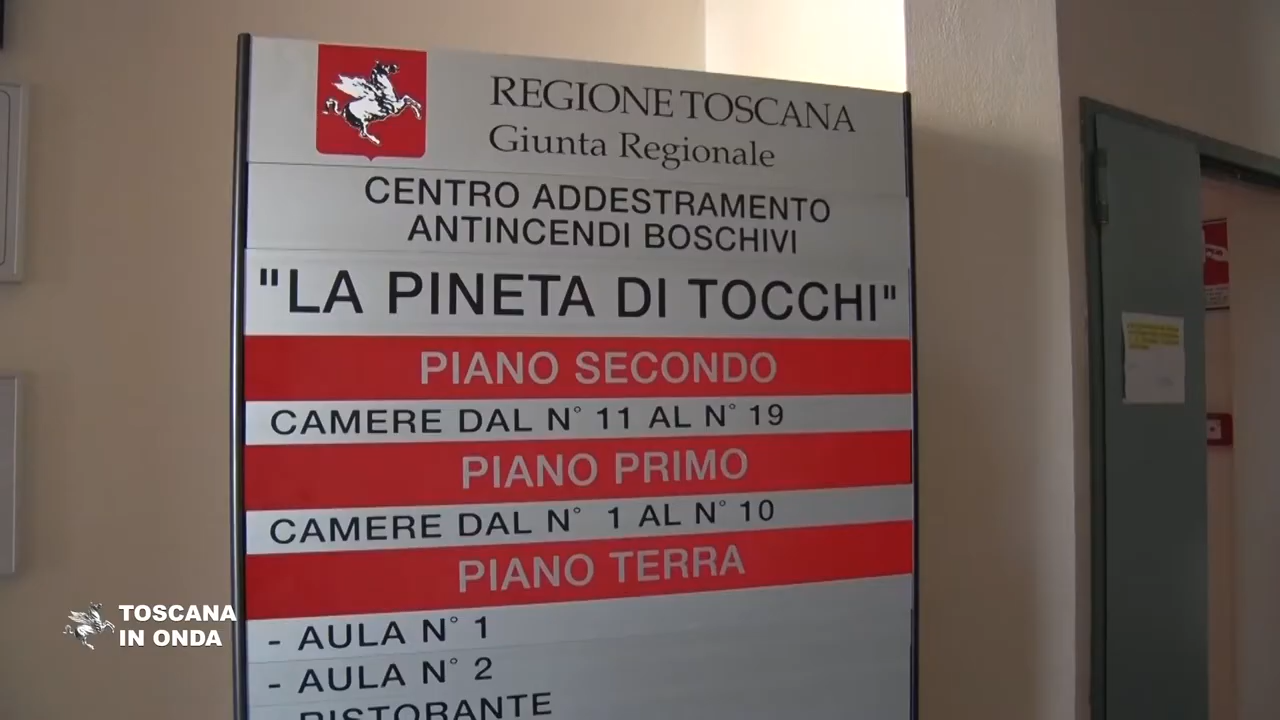 REGIONE TOSCANA
Giunta Regionale
CENTRO ADDESTRAMENTO
ANTINCENDI BOSCHIVI
"LA PINETA DI TOCCHI"
PIANO SECONDO
CAMERE DAL N° 11 AL N° 19
PIANO PRIMO
CAMERE DAL N° 1 AL N° 10
PIANO TERRA
- AULA N° 1
- AULA N° 2
- RISTORANTE
TOSCANA
IN ONDA